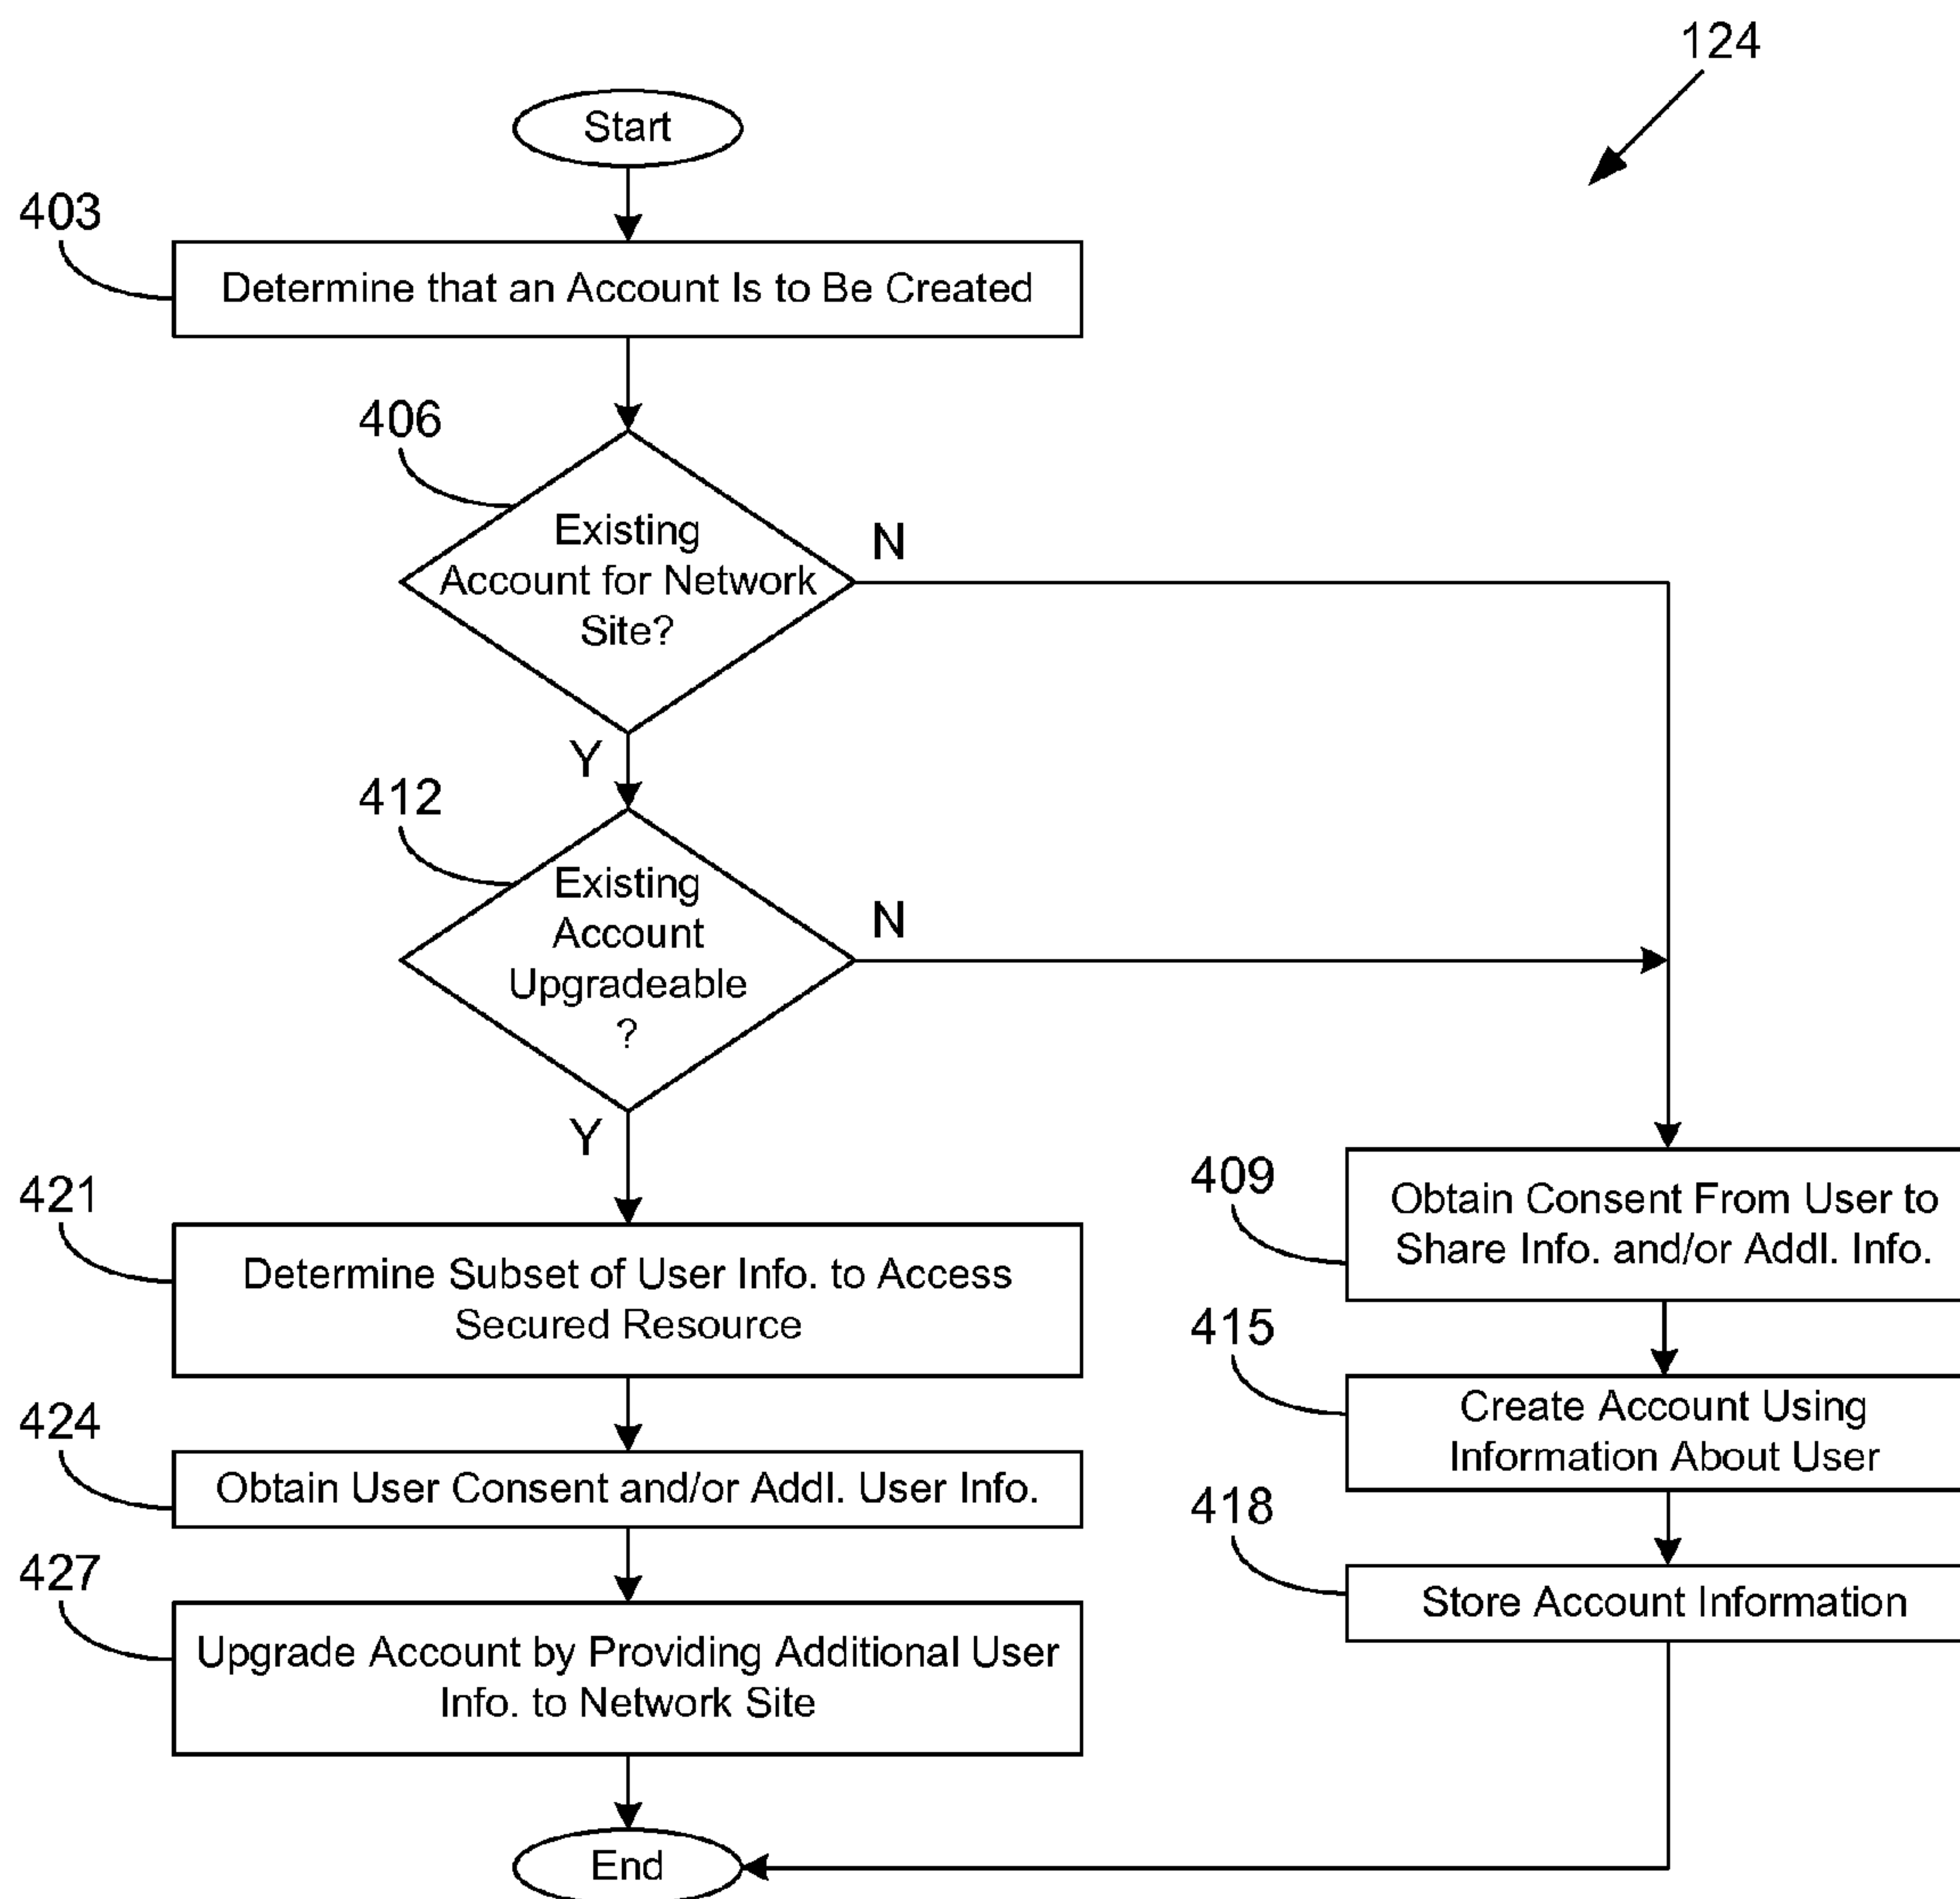 124
Start
403
Determine that an Account Is to Be Created
406
Existing
Account for Network
Site?
N
Y
412
Existing
Account
Upgradeable
?
N
Y
421
Determine Subset of User Info. to Access
Secured Resource
424
Obtain User Consent and/or Addl. User Info.
427
Upgrade Account by Providing Additional User
Info. to Network Site
409
Obtain Consent From User to
Share Info. and/or Addl. Info.
415
Create Account Using
Information About User
418
Store Account Information
End